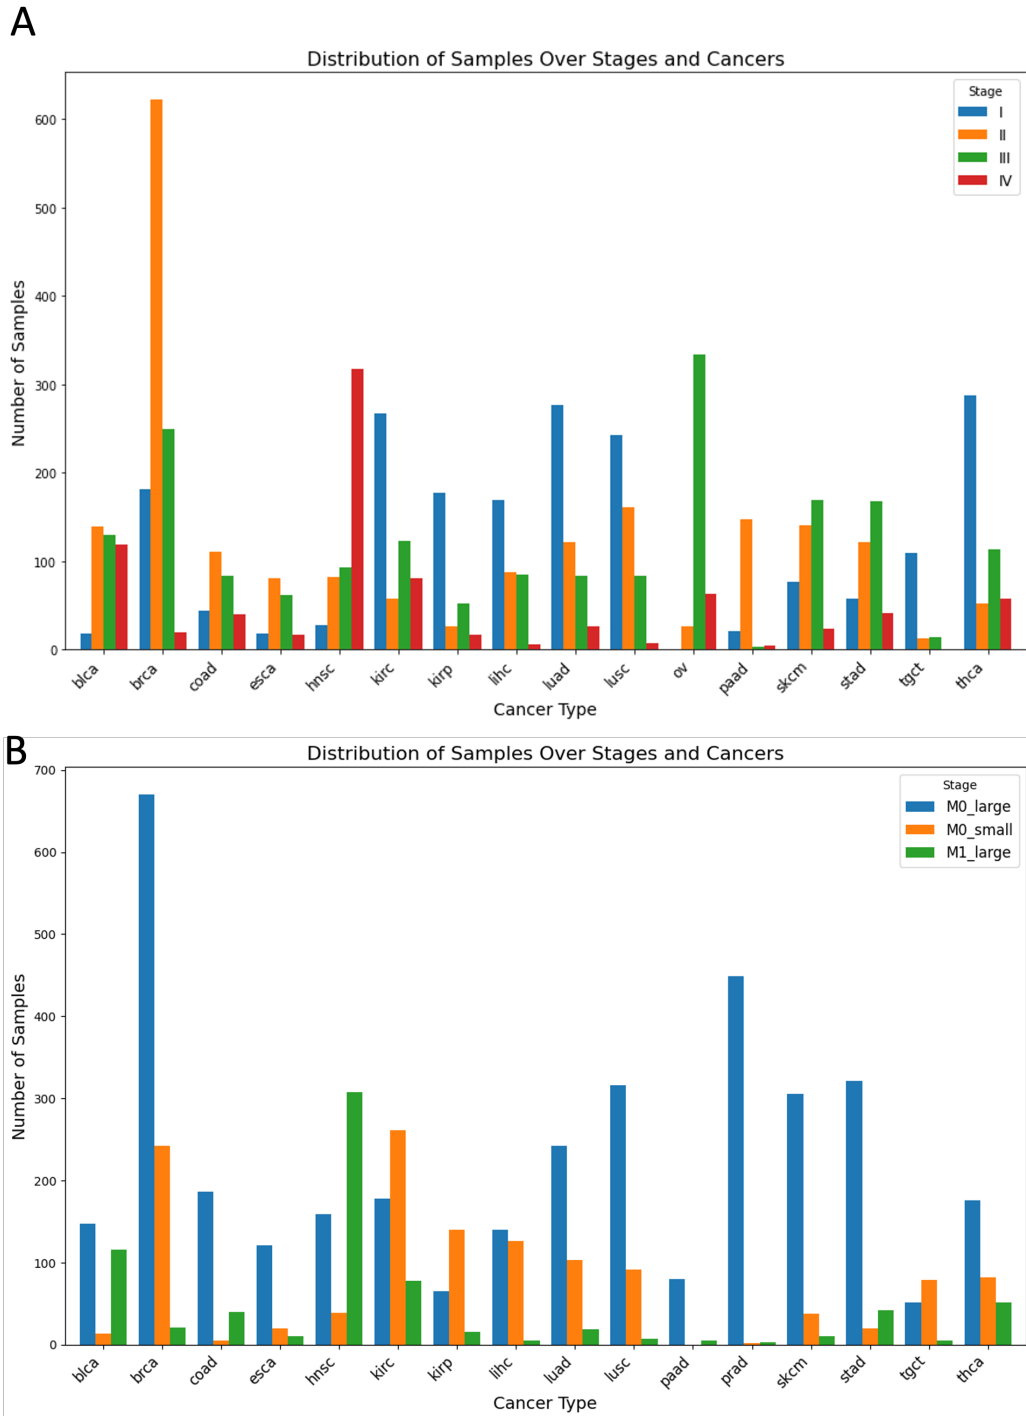 A
Distribution of Samples Over Stages and Cancers
Stage
I
II
III
IV
600
500
400
300
200
100
0
Number of Samples
blca brca coad esca hnsc kirc kirp lihc luad lusc ov paad skcm stad tgct thca
Cancer Type
B
Distribution of Samples Over Stages and Cancers
Stage
M0_large
M0_small
M1_large
700
600
500
400
300
200
100
0
Number of Samples
blca brca coad esca hnsc kirc kirp lihc luad lusc paad prad skcm stad tgct thca
Cancer Type